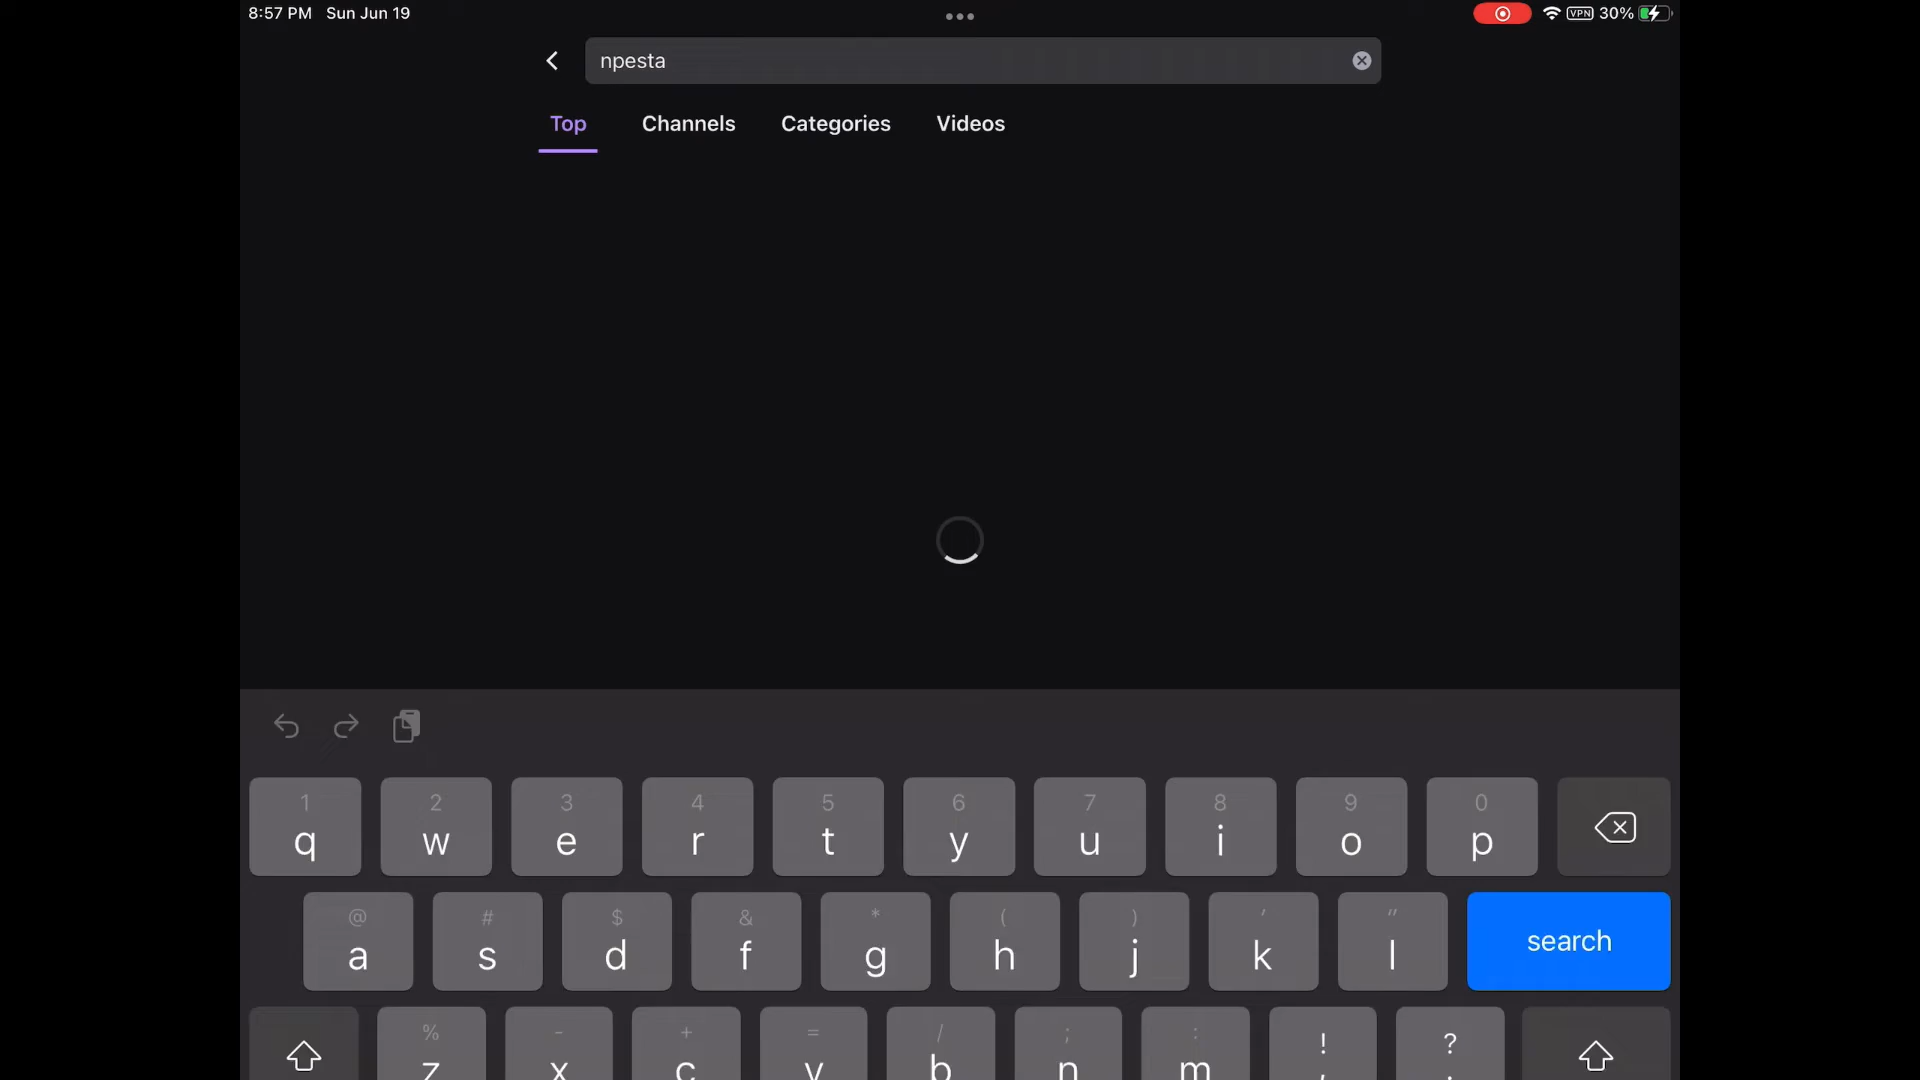 8:57 PM Sun Jun 19
VPN 30%
npesta
Top Channels Categories Videos
1 2 3 4 5 6 7 8 9 0
q w e r t y u i o p
@ # $ & * ( ) ' "
a s d f g h j k l search
% - + = / ; : ! ?
z x c v b n m , .